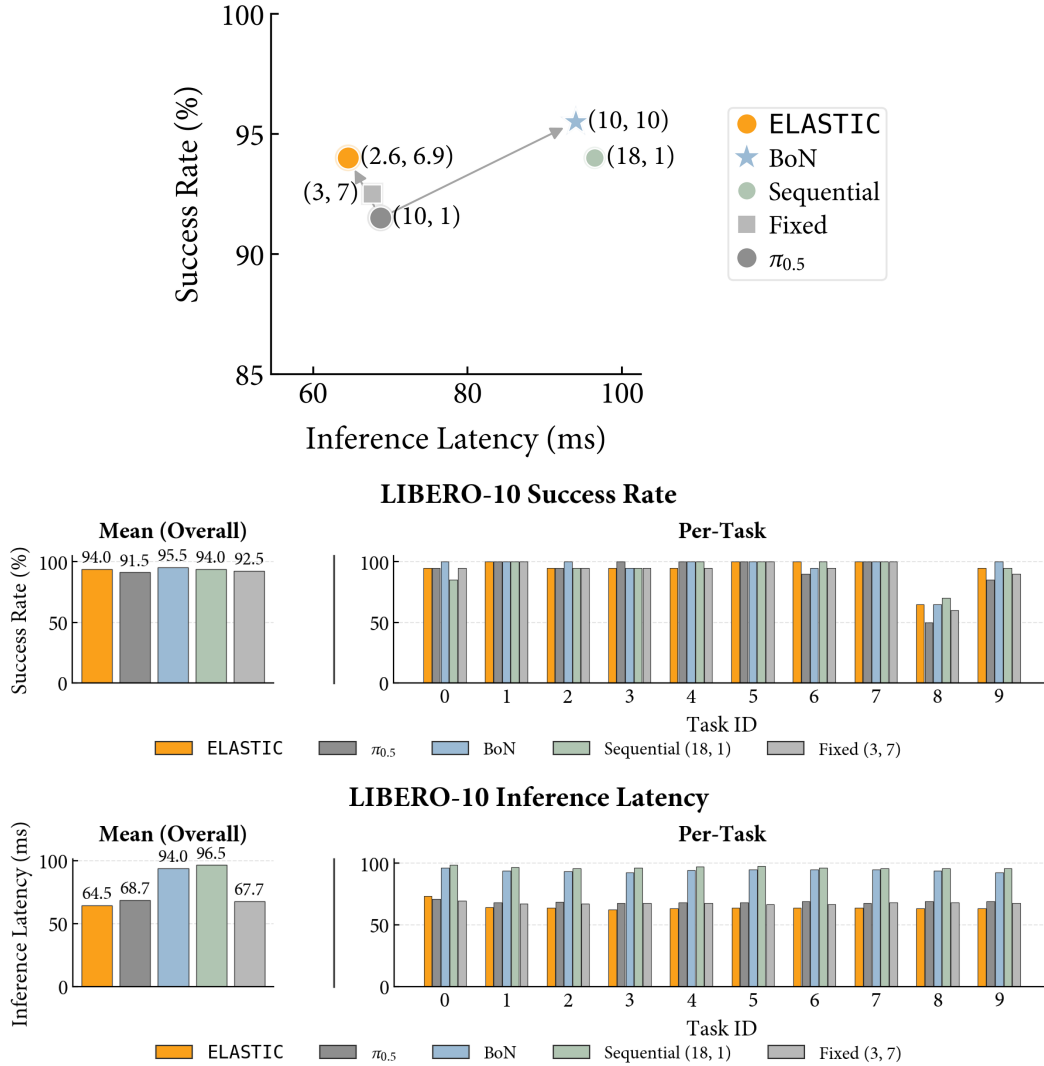 100
95
90
85
Success Rate (%)
(10, 10)
(18, 1)
(2.6, 6.9)
(3, 7)
(10, 1)
ELASTIC
BoN
Sequential
Fixed
π0.5
60 80 100
Inference Latency (ms)
LIBERO-10 Success Rate
Mean (Overall)
Per-Task
Success Rate (%)
100
50
0
94.0 91.5 95.5 94.0 92.5
100
50
0
0 1 2 3 4 5 6 7 8 9
Task ID
ELASTIC π0.5 BoN Sequential (18, 1) Fixed (3, 7)
LIBERO-10 Inference Latency
Mean (Overall)
Per-Task
Inference Latency (ms)
100
50
0
64.5 68.7 94.0 96.5 67.7
100
50
0
0 1 2 3 4 5 6 7 8 9
Task ID
ELASTIC π0.5 BoN Sequential (18, 1) Fixed (3, 7)